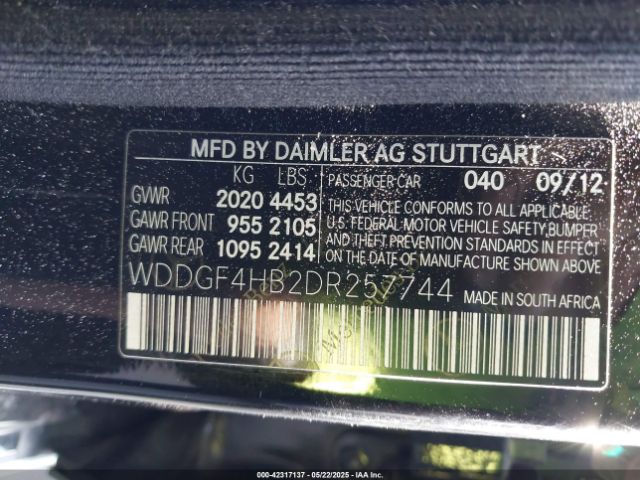 MFD BY DAIMLER AG STUTTGART
KG LBS PASSENGER CAR 040 09/12
GVWR 2020 4453 THIS VEHICLE CONFORMS TO ALL APPLICABLE
GAWR FRONT 955 2105 U.S. FEDERAL MOTOR VEHICLE SAFETY,BUMPER
GAWR REAR 1095 2414 AND THEFT PREVENTION STANDARDS IN EFFECT
ON THE DATE OF MANUFACTURE SHOWN ABOVE.
WDDGF4HB2DR257744 MADE IN SOUTH AFRICA
000-42317137 - 05/22/2025 - IAA Inc.